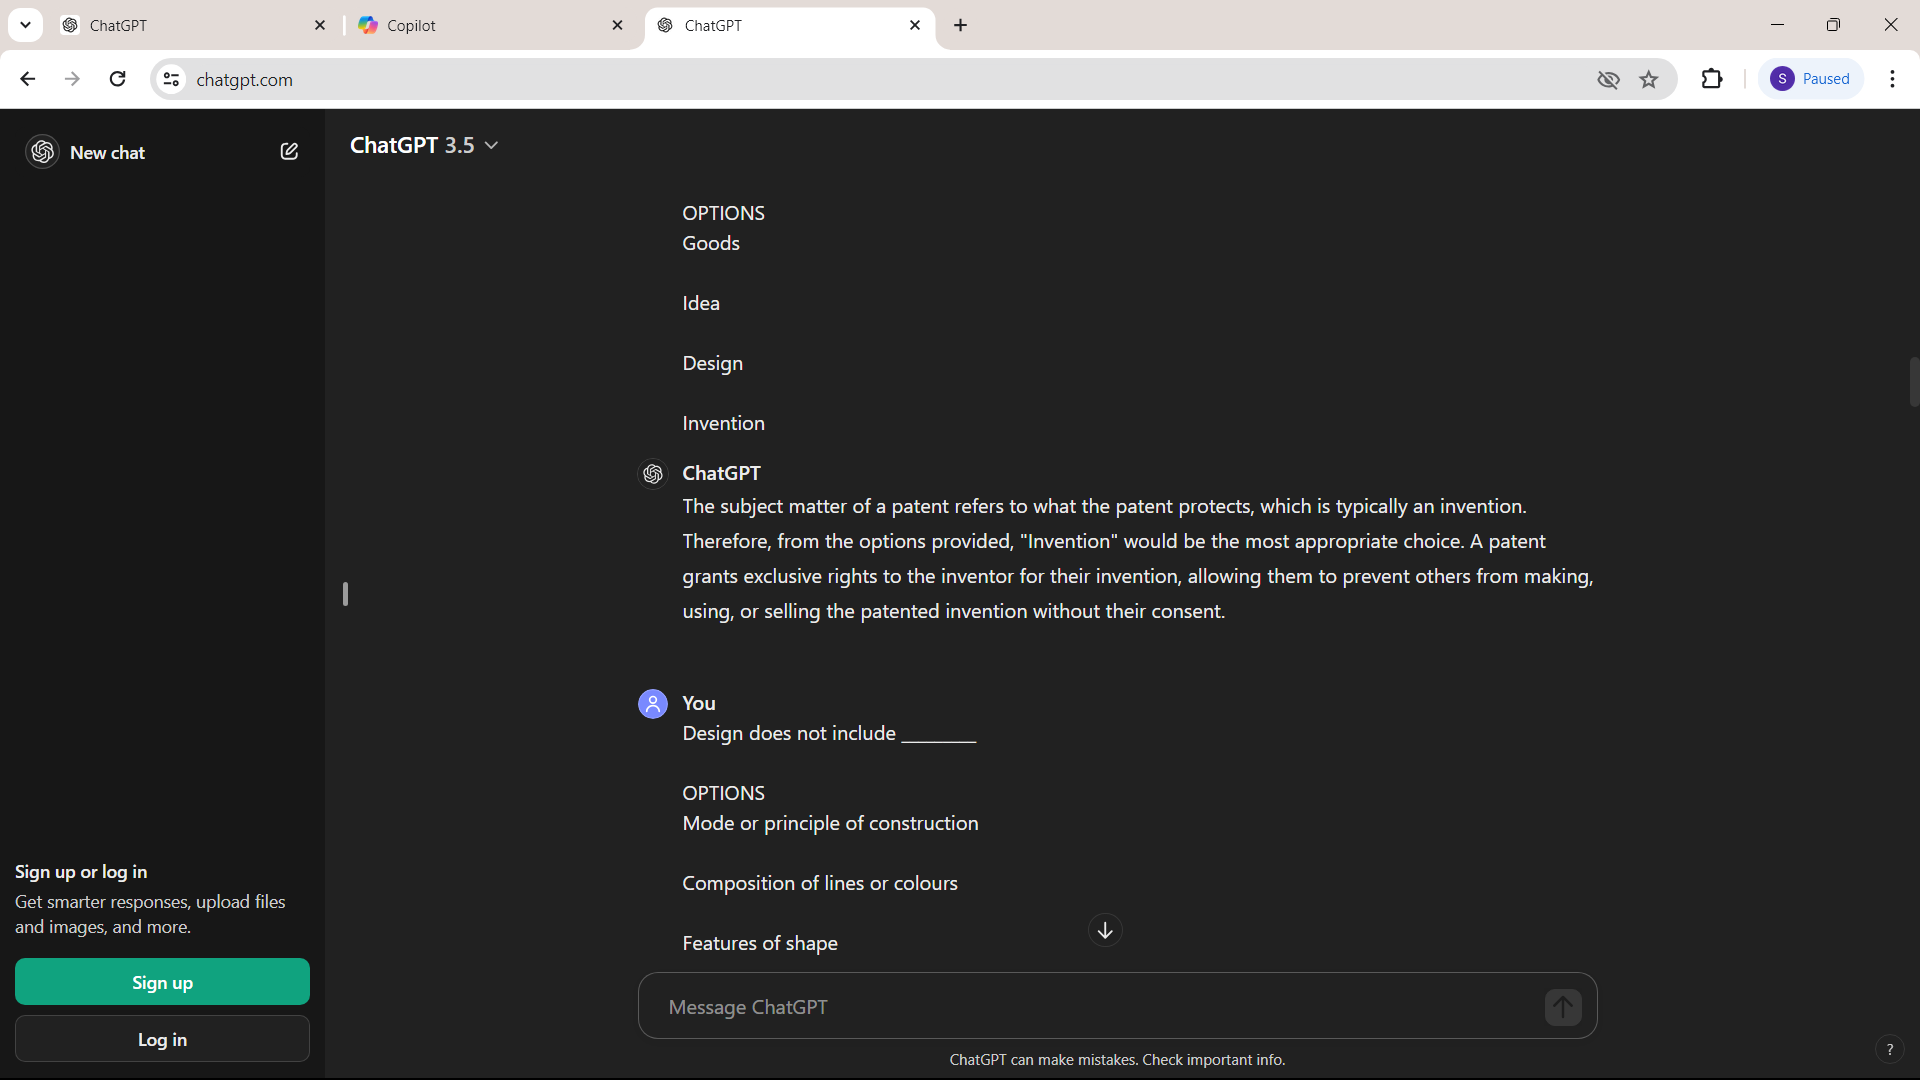 ChatGPT
Copilot
ChatGPT
chatgpt.com
S
Paused
New chat
ChatGPT 3.5
OPTIONS
Goods
Idea
Design
Invention
ChatGPT
The subject matter of a patent refers to what the patent protects, which is typically an invention.
Therefore, from the options provided, "Invention" would be the most appropriate choice. A patent
grants exclusive rights to the inventor for their invention, allowing them to prevent others from making,
using, or selling the patented invention without their consent.
You
Design does not include ________
OPTIONS
Mode or principle of construction
Composition of lines or colours
Features of shape
Sign up or log in
Get smarter responses, upload files
and images, and more.
Sign up
Log in
Message ChatGPT
ChatGPT can make mistakes. Check important info.
?